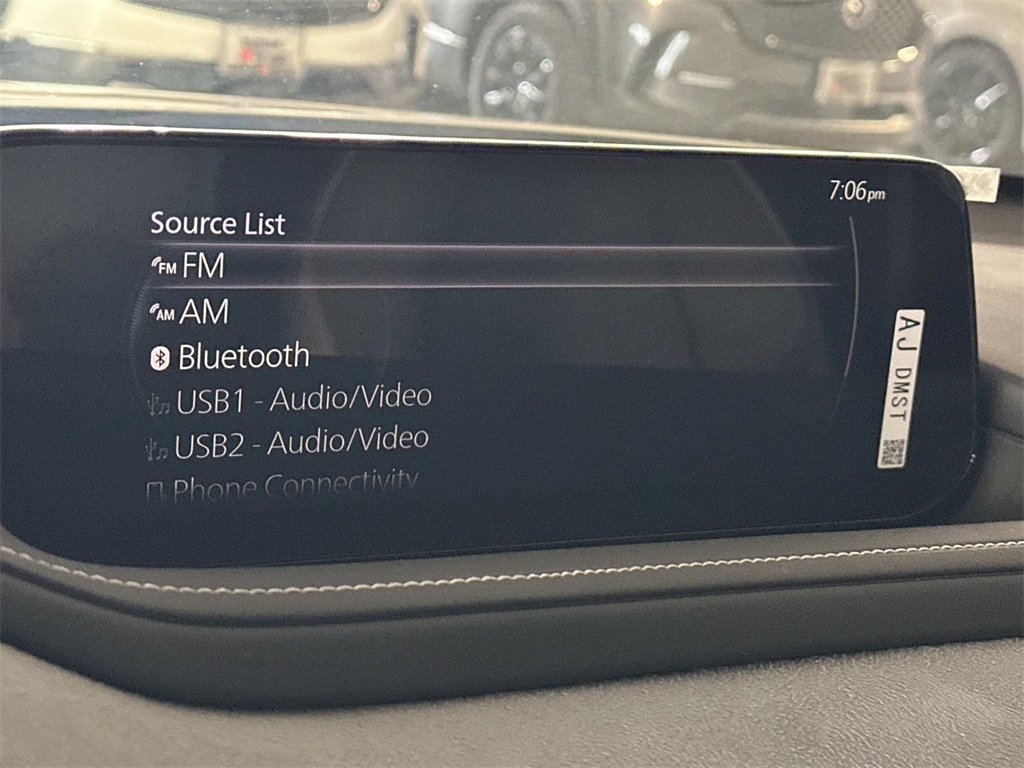 7:06pm
Source List
FM FM
AM AM
Bluetooth
USB1 - Audio/Video
USB2 - Audio/Video
Phone Connectivity
AJ DMST